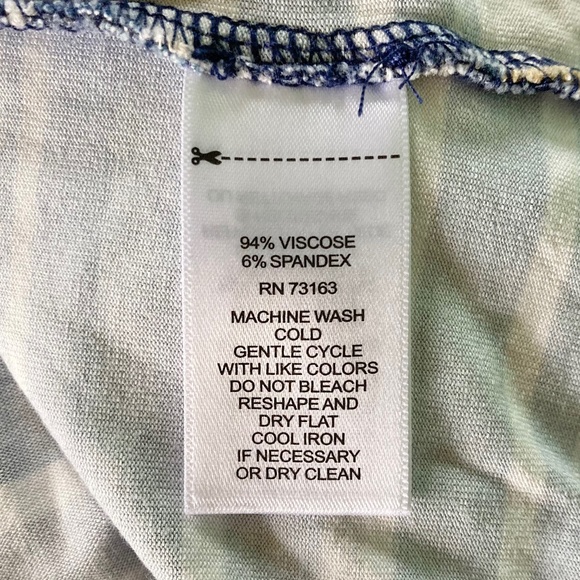 94% VISCOSE
6% SPANDEX
RN 73163
MACHINE WASH
COLD
GENTLE CYCLE
WITH LIKE COLORS
DO NOT BLEACH
RESHAPE AND
DRY FLAT
COOL IRON
IF NECESSARY
OR DRY CLEAN